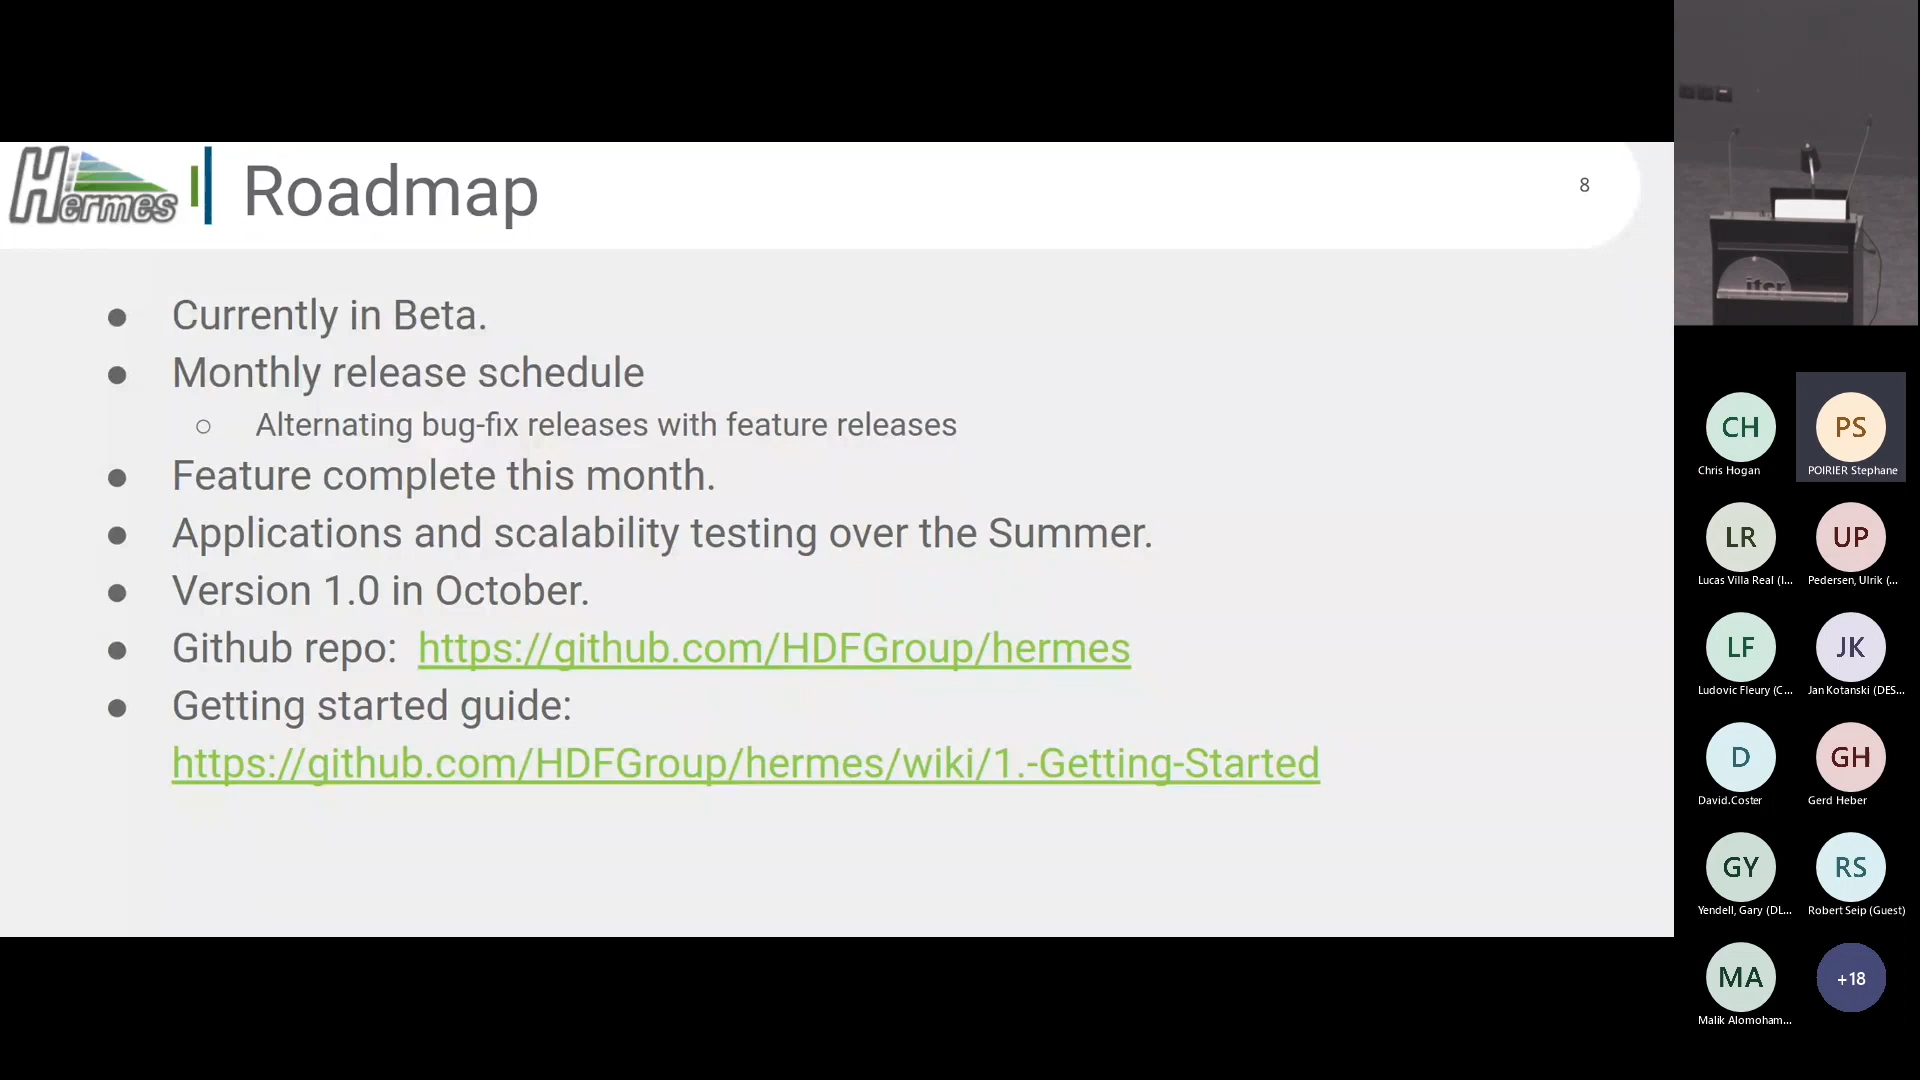 Hermes
Roadmap
8
● Currently in Beta.
● Monthly release schedule
○ Alternating bug-fix releases with feature releases
● Feature complete this month.
● Applications and scalability testing over the Summer.
● Version 1.0 in October.
● Github repo: https://github.com/HDFGroup/hermes
● Getting started guide:
https://github.com/HDFGroup/hermes/wiki/1.-Getting-Started
iter
CH
Chris Hogan
PS
POIRIER Stephane
LR
Lucas Villa Real (I...
UP
Pedersen, Ulrik (...
LF
Ludovic Fleury (C...
JK
Jan Kotanski (DES...
D
David.Coster
GH
Gerd Heber
GY
Yendell, Gary (DL...
RS
Robert Seip (Guest)
MA
Malik Alomoham...
+18